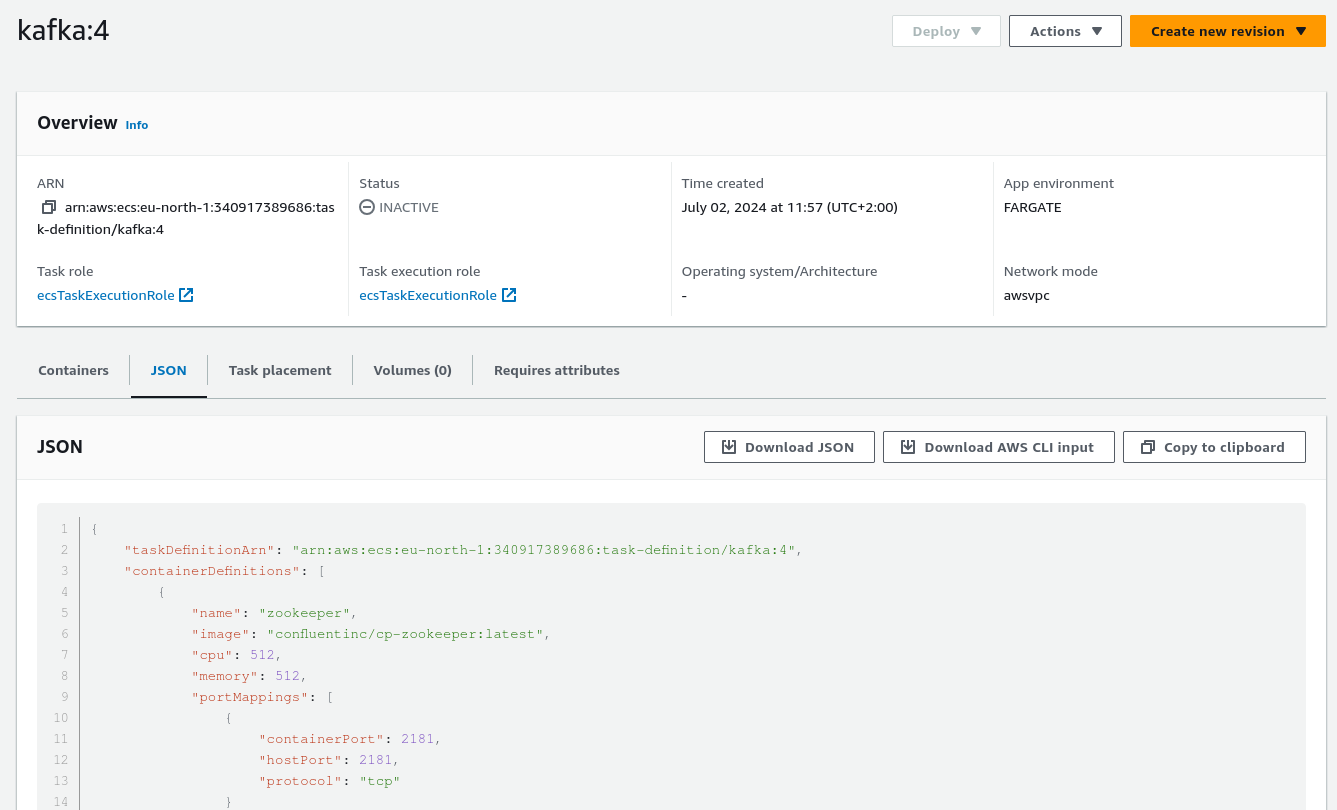 kafka:4
Deploy
Actions
Create new revision
Overview Info
ARN
arn:aws:ecs:eu-north-1:340917389686:tas
k-definition/kafka:4
Status
INACTIVE
Time created
July 02, 2024 at 11:57 (UTC+2:00)
App environment
FARGATE
Task role
ecsTaskExecutionRole
Task execution role
ecsTaskExecutionRole
Operating system/Architecture
-
Network mode
awsvpc
Containers
JSON
Task placement
Volumes (0)
Requires attributes
JSON
Download JSON
Download AWS CLI input
Copy to clipboard
1 {
2 "taskDefinitionArn": "arn:aws:ecs:eu-north-1:340917389686:task-definition/kafka:4",
3 "containerDefinitions": [
4 {
5 "name": "zookeeper",
6 "image": "confluentinc/cp-zookeeper:latest",
7 "cpu": 512,
8 "memory": 512,
9 "portMappings": [
10 {
11 "containerPort": 2181,
12 "hostPort": 2181,
13 "protocol": "tcp"
14 }